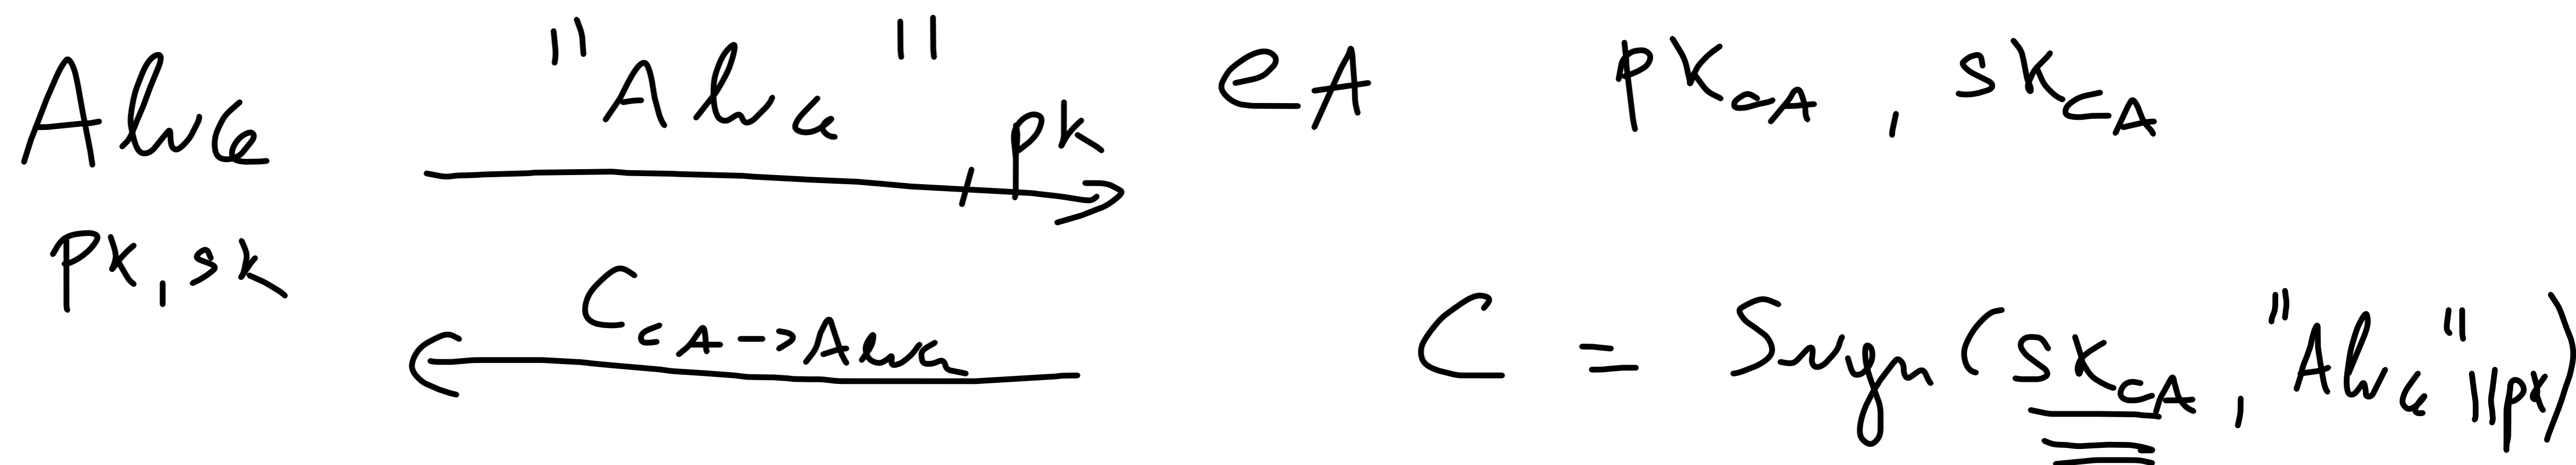 Alice "Alice", pk CA pk_CA, sk_CA
pk, sk C_CA->Alice C = Sign(sk_CA, "Alice"||pk)